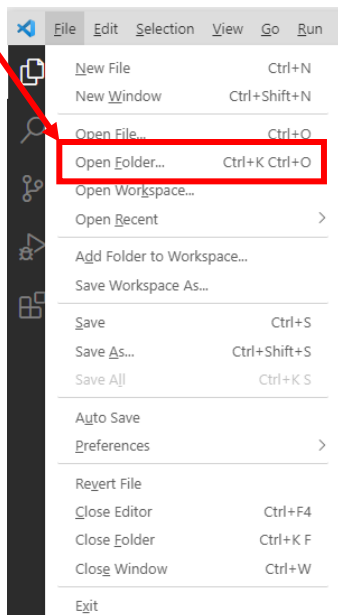 File Edit Selection View Go Run
New File Ctrl+N
New Window Ctrl+Shift+N
Open File... Ctrl+O
Open Folder... Ctrl+K Ctrl+O
Open Workspace...
Open Recent
Add Folder to Workspace...
Save Workspace As...
Save Ctrl+S
Save As... Ctrl+Shift+S
Save All Ctrl+K S
Auto Save
Preferences
Revert File
Close Editor Ctrl+F4
Close Folder Ctrl+K F
Close Window Ctrl+W
Exit